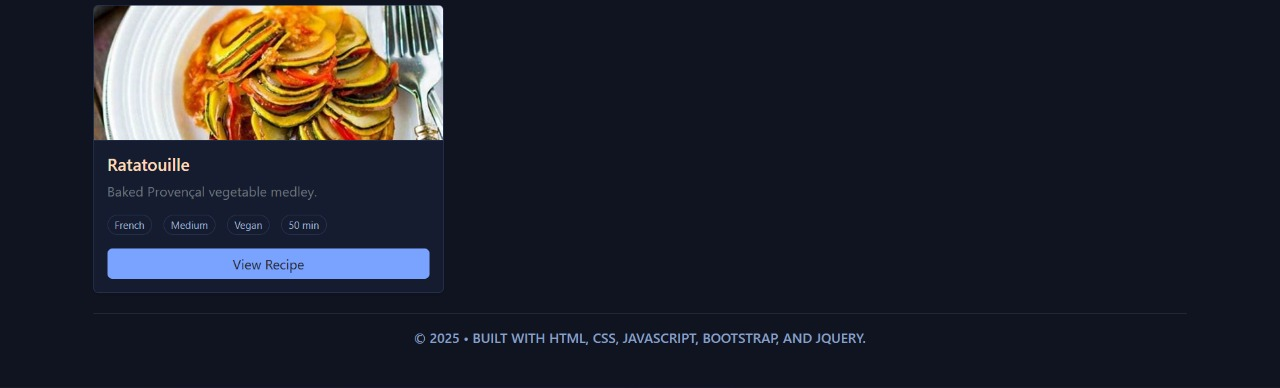 Ratatouille
Baked Provençal vegetable medley.
French Medium Vegan 50 min
View Recipe
© 2025 • BUILT WITH HTML, CSS, JAVASCRIPT, BOOTSTRAP, AND JQUERY.